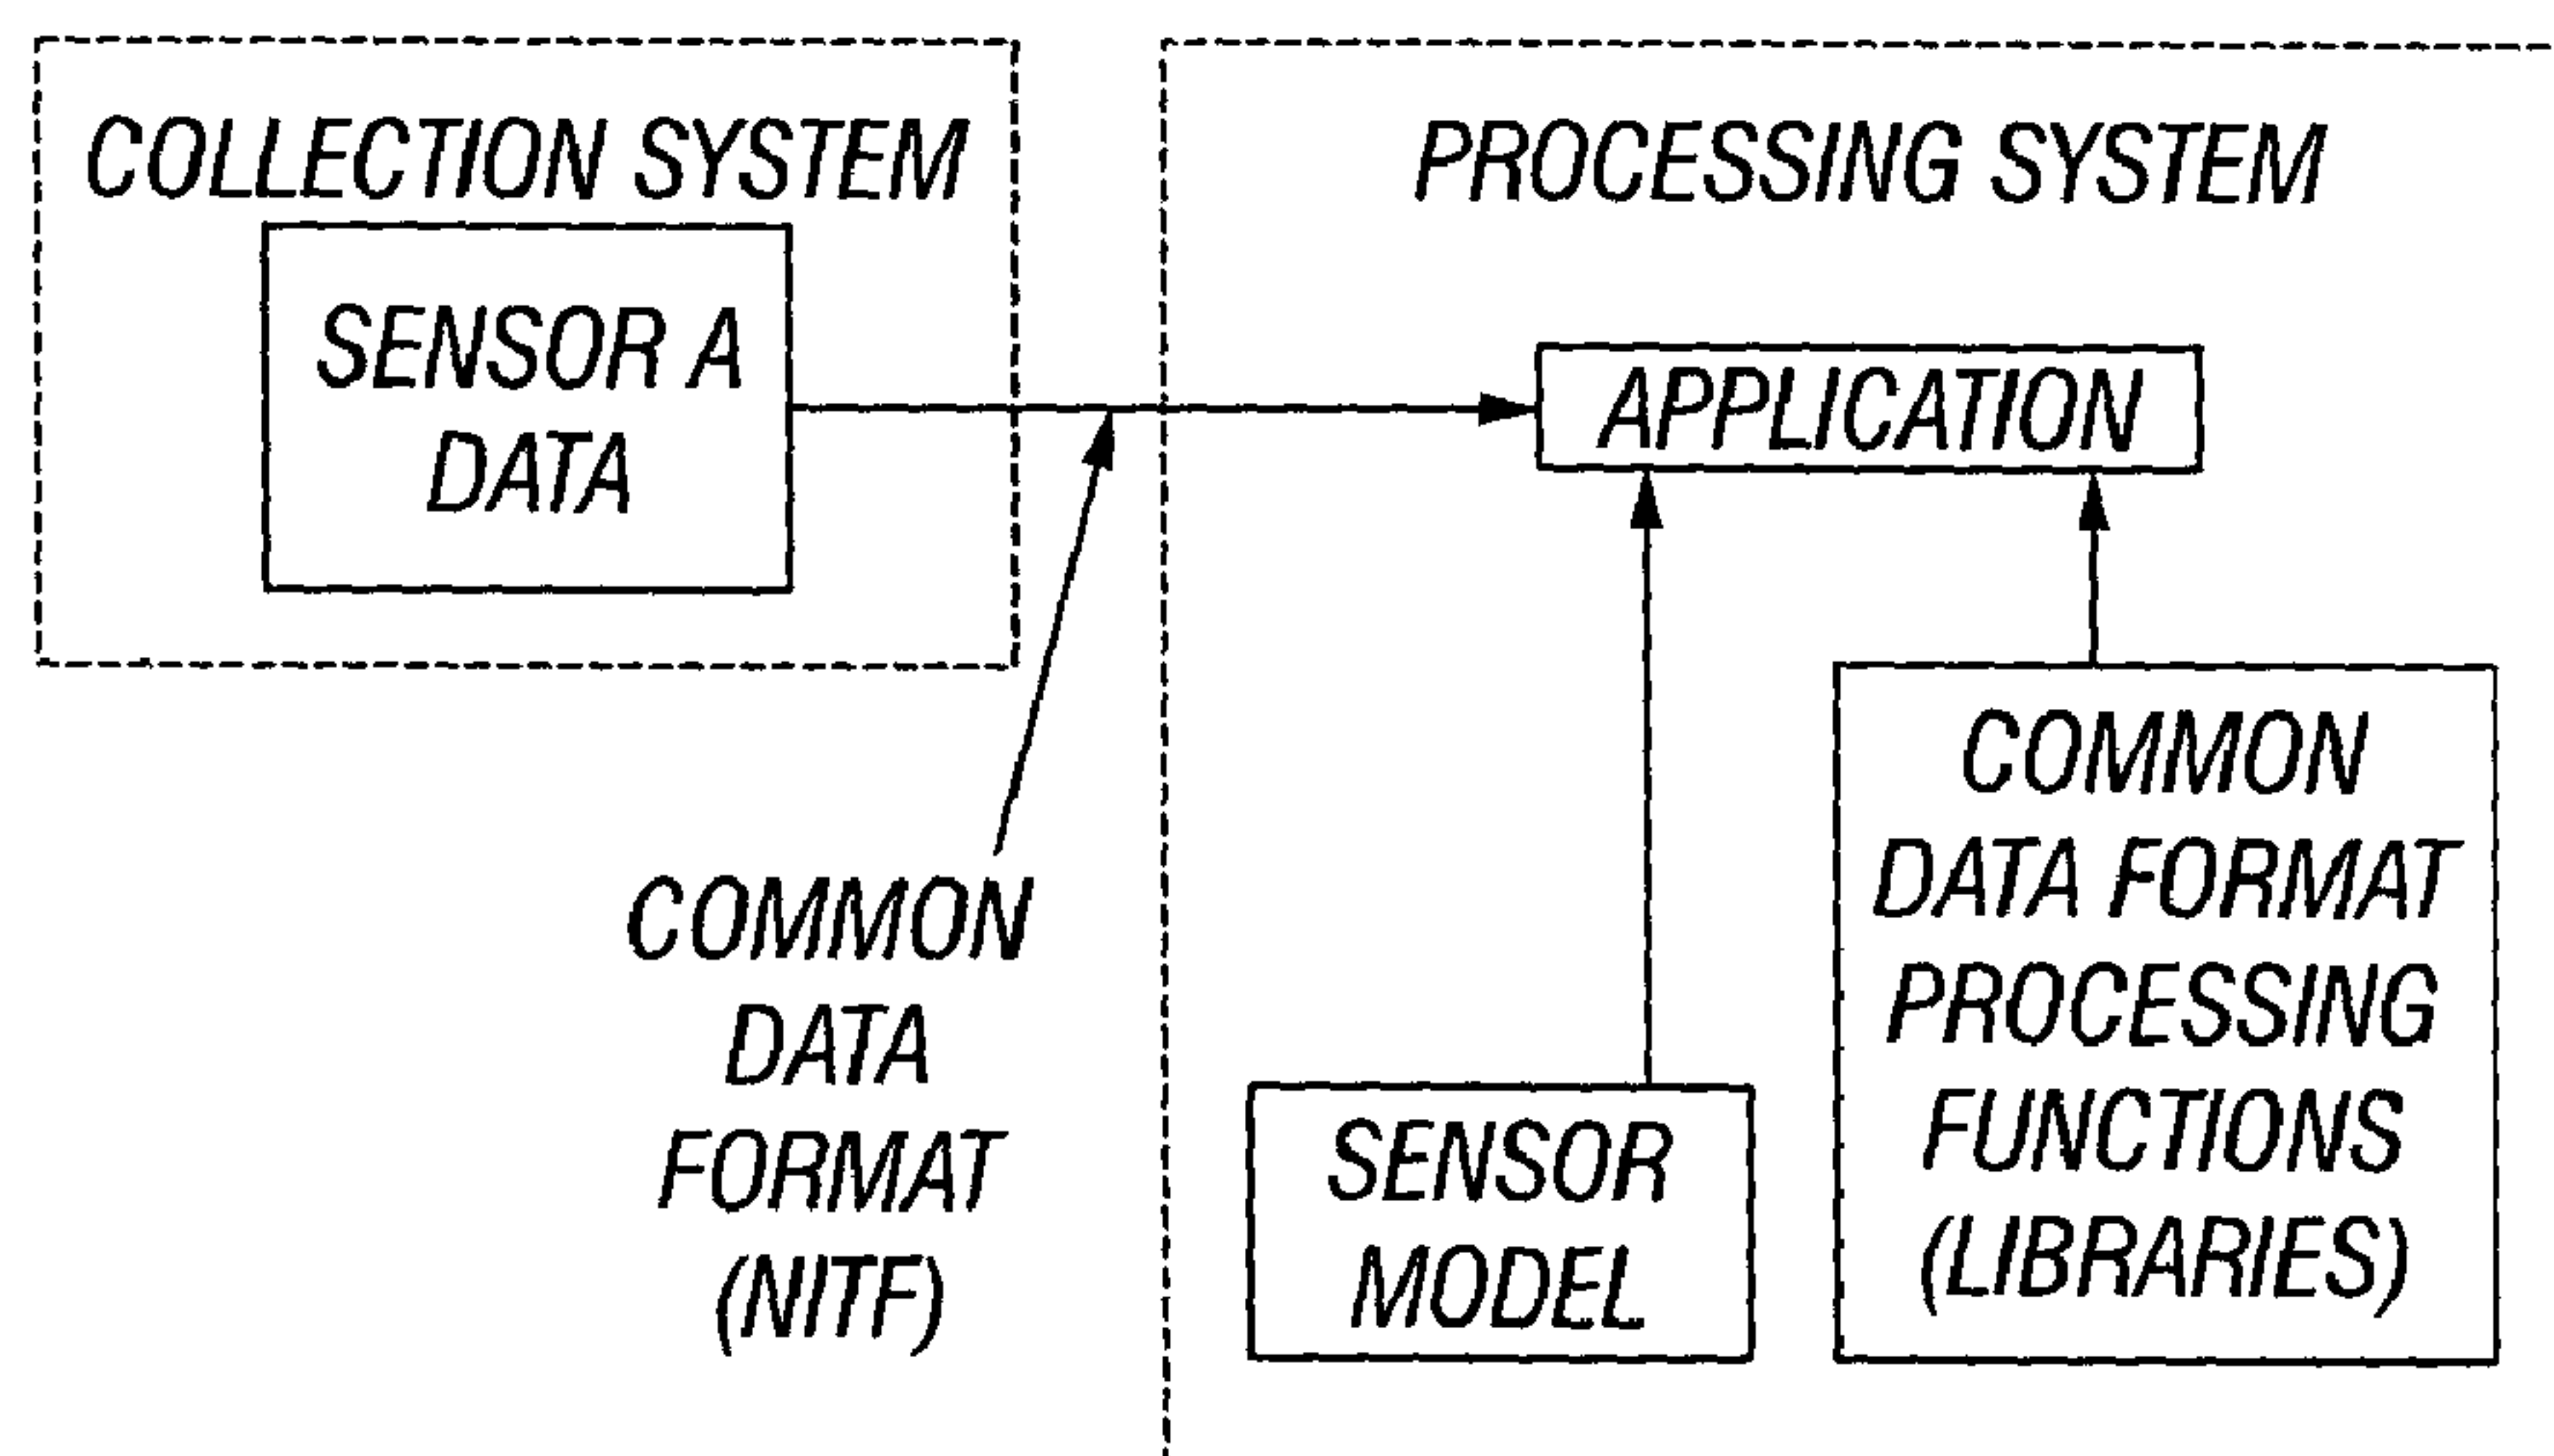 COLLECTION SYSTEM
SENSOR A
DATA
PROCESSING SYSTEM
APPLICATION
COMMON
DATA
FORMAT
(NITF)
SENSOR
MODEL
COMMON
DATA FORMAT
PROCESSING
FUNCTIONS
(LIBRARIES)